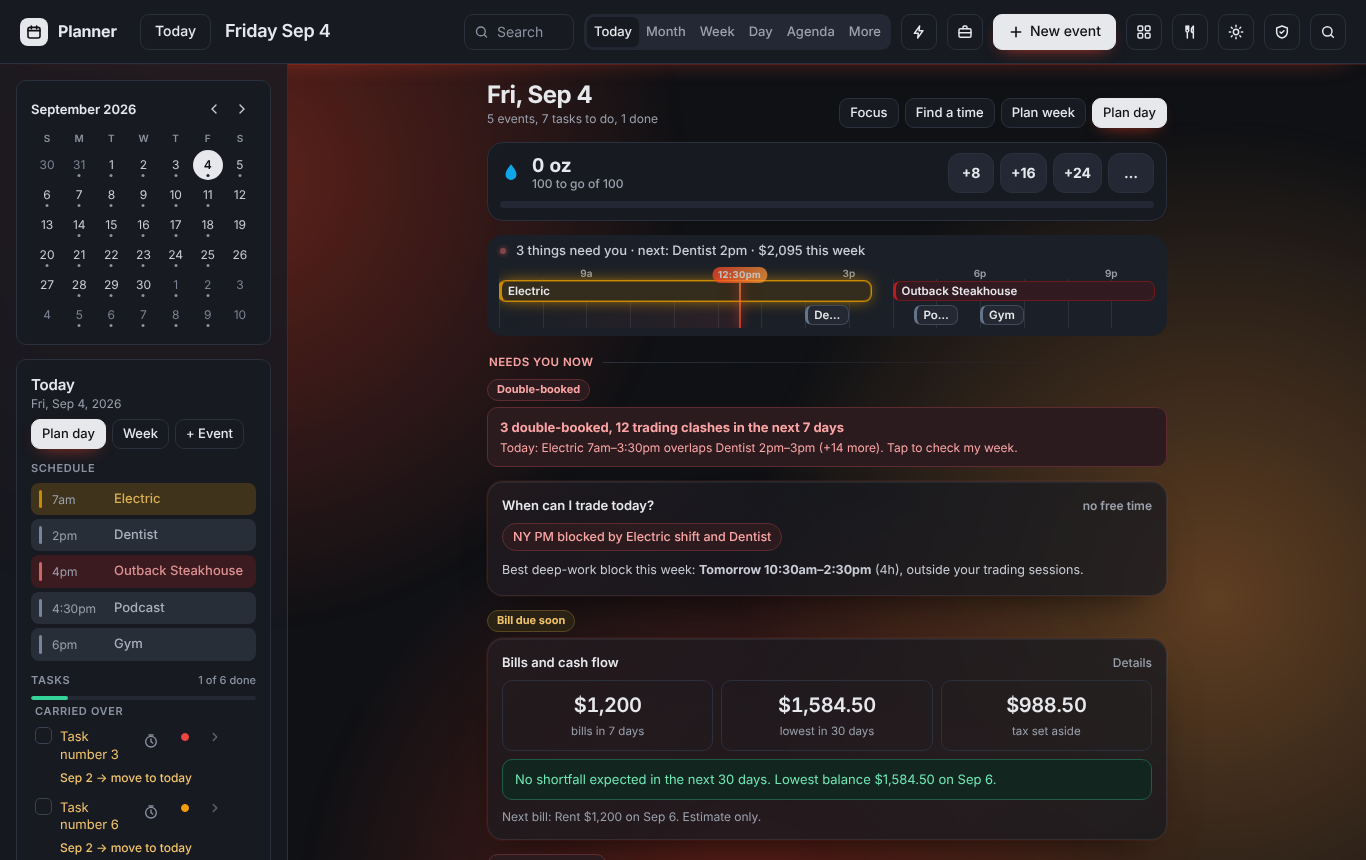 Planner
Today
Friday Sep 4
Search
Today Month Week Day Agenda More
New event
September 2026
S M T W T F S
30 31 1 2 3 4 5
6 7 8 9 10 11 12
13 14 15 16 17 18 19
20 21 22 23 24 25 26
27 28 29 30 1 2 3
4 5 6 7 8 9 10
Today
Fri, Sep 4, 2026
Plan day Week + Event
SCHEDULE
7am Electric
2pm Dentist
4pm Outback Steakhouse
4:30pm Podcast
6pm Gym
TASKS 1 of 6 done
CARRIED OVER
Task
number 3
Sep 2 → move to today
Task
number 6
Sep 2 → move to today
Fri, Sep 4
5 events, 7 tasks to do, 1 done
Focus Find a time Plan week Plan day
0 oz
100 to go of 100
+8 +16 +24 ...
3 things need you · next: Dentist 2pm · $2,095 this week
9a 12:30pm 3p 6p 9p
Electric Outback Steakhouse
De... Po... Gym
NEEDS YOU NOW
Double-booked
3 double-booked, 12 trading clashes in the next 7 days
Today: Electric 7am–3:30pm overlaps Dentist 2pm–3pm (+14 more). Tap to check my week.
When can I trade today? no free time
NY PM blocked by Electric shift and Dentist
Best deep-work block this week: Tomorrow 10:30am–2:30pm (4h), outside your trading sessions.
Bill due soon
Bills and cash flow Details
$1,200 $1,584.50 $988.50
bills in 7 days lowest in 30 days tax set aside
No shortfall expected in the next 30 days. Lowest balance $1,584.50 on Sep 6.
Next bill: Rent $1,200 on Sep 6. Estimate only.